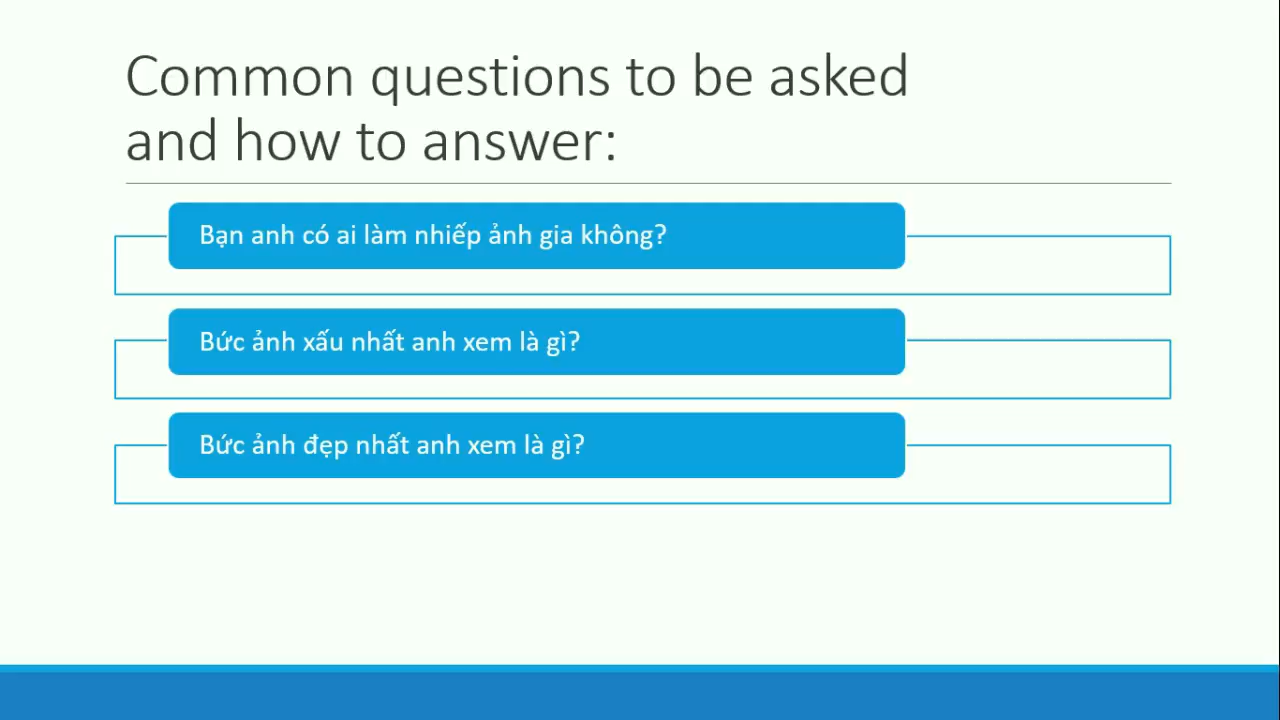 Common questions to be asked
and how to answer:
Bạn anh có ai làm nhiếp ảnh gia không?
Bức ảnh xấu nhất anh xem là gì?
Bức ảnh đẹp nhất anh xem là gì?